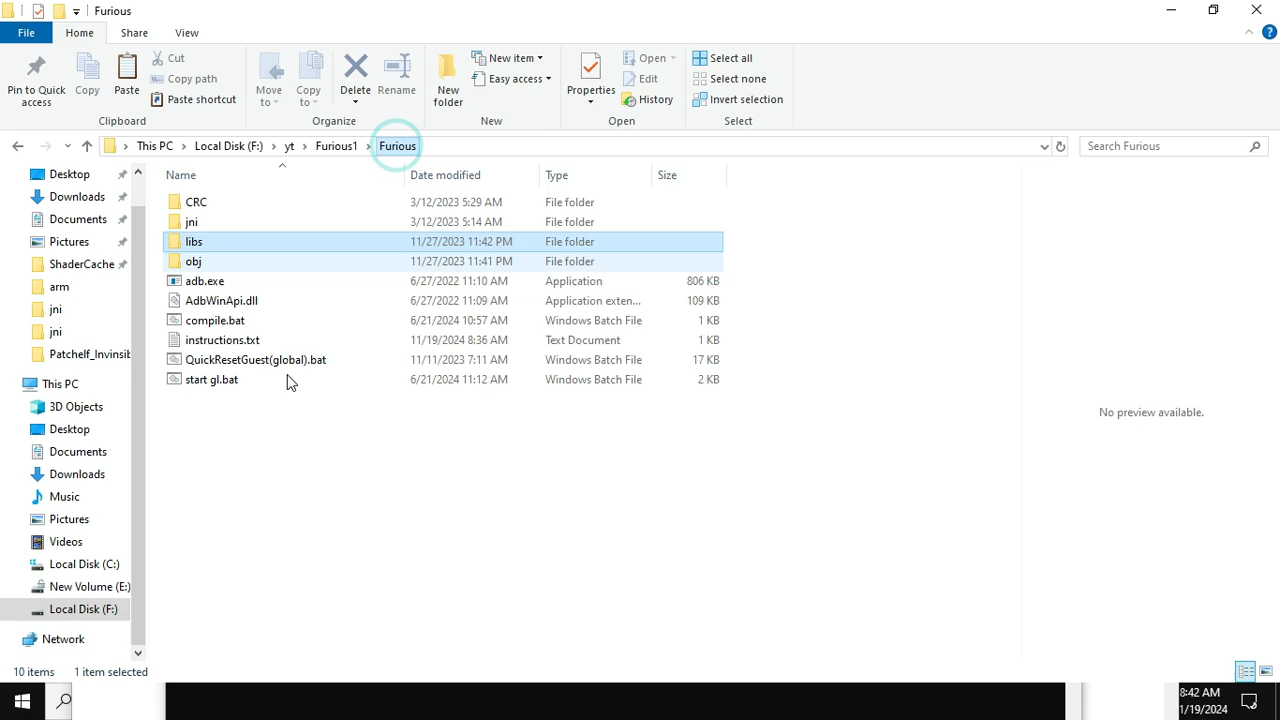 Furious
File
Home
Share
View
Pin to Quick access
Copy
Paste
Cut
Copy path
Paste shortcut
Clipboard
Move to
Copy to
Delete
Rename
Organize
New folder
New item
Easy access
New
Properties
Open
Edit
History
Open
Select all
Select none
Invert selection
Select
This PC
Local Disk (F:)
yt
Furious1
Furious
Search Furious
Name
Date modified
Type
Size
CRC 3/12/2023 5:29 AM File folder
jni 3/12/2023 5:14 AM File folder
libs 11/27/2023 11:42 PM File folder
obj 11/27/2023 11:41 PM File folder
adb.exe 6/27/2022 11:10 AM Application 806 KB
AdbWinApi.dll 6/27/2022 11:09 AM Application exten... 109 KB
compile.bat 6/21/2024 10:57 AM Windows Batch File 1 KB
instructions.txt 11/19/2024 8:36 AM Text Document 1 KB
QuickResetGuest(global).bat 11/11/2023 7:11 AM Windows Batch File 17 KB
start gl.bat 6/21/2024 11:12 AM Windows Batch File 2 KB
Desktop
Downloads
Documents
Pictures
ShaderCache
arm
jni
jni
Patchelf_Invinsib
This PC
3D Objects
Desktop
Documents
Downloads
Music
Pictures
Videos
Local Disk (C:)
New Volume (E:)
Local Disk (F:)
Network
No preview available.
10 items
1 item selected
8:42 AM
1/19/2024